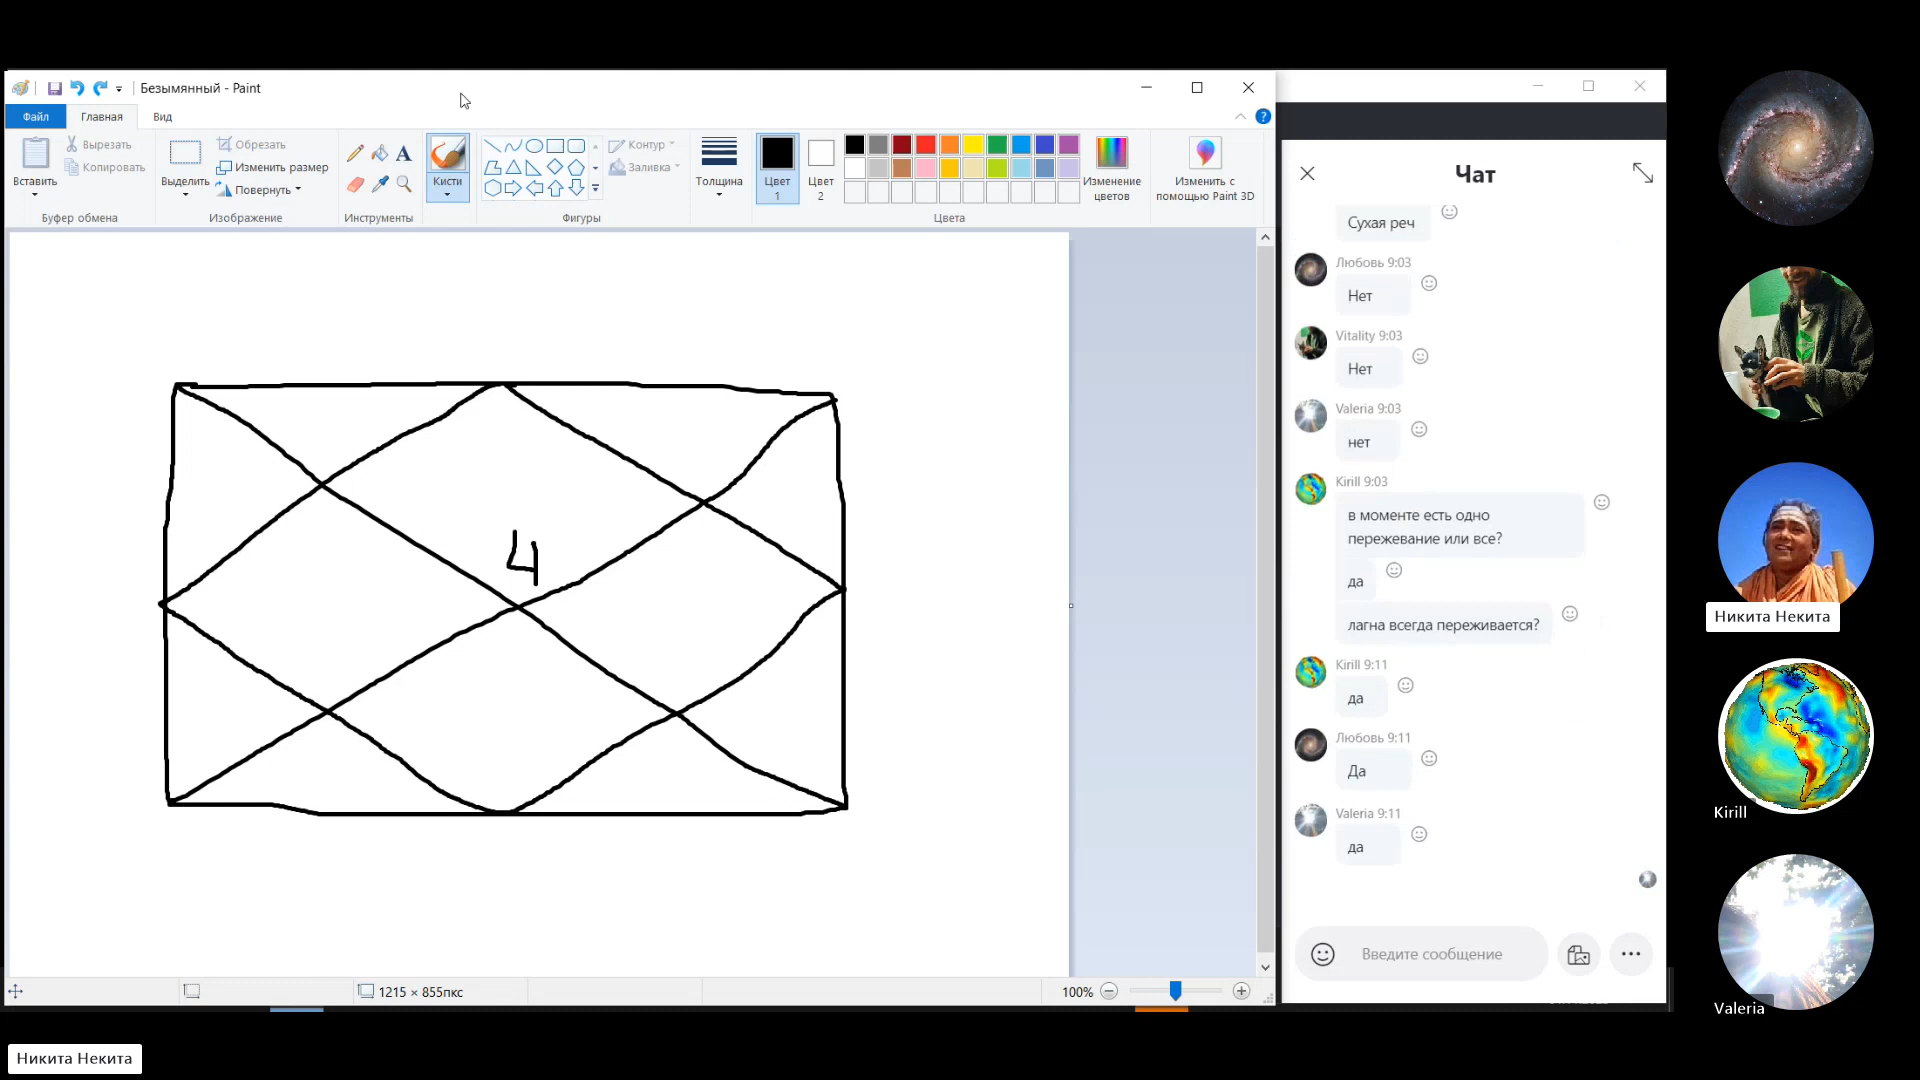 Безымянный - Paint
Файл
Главная
Вид
Вставить
Вырезать
Копировать
Буфер обмена
Выделить
Обрезать
Изменить размер
Повернуть
Изображение
Инструменты
Кисти
Контур
Заливка
Фигуры
Толщина
Цвет
1
Цвет
2
Изменение
цветов
Цвета
Изменить с
помощью Paint 3D
4
1215 × 855пкс
100%
Чат
Сухая реч
Любовь 9:03
Нет
Vitality 9:03
Нет
Valeria 9:03
нет
Kirill 9:03
в моменте есть одно
пережевание или все?
да
лагна всегда переживается?
Kirill 9:11
да
Любовь 9:11
Да
Valeria 9:11
да
Введите сообщение
Никита Некита
Kirill
Valeria
Никита Некита